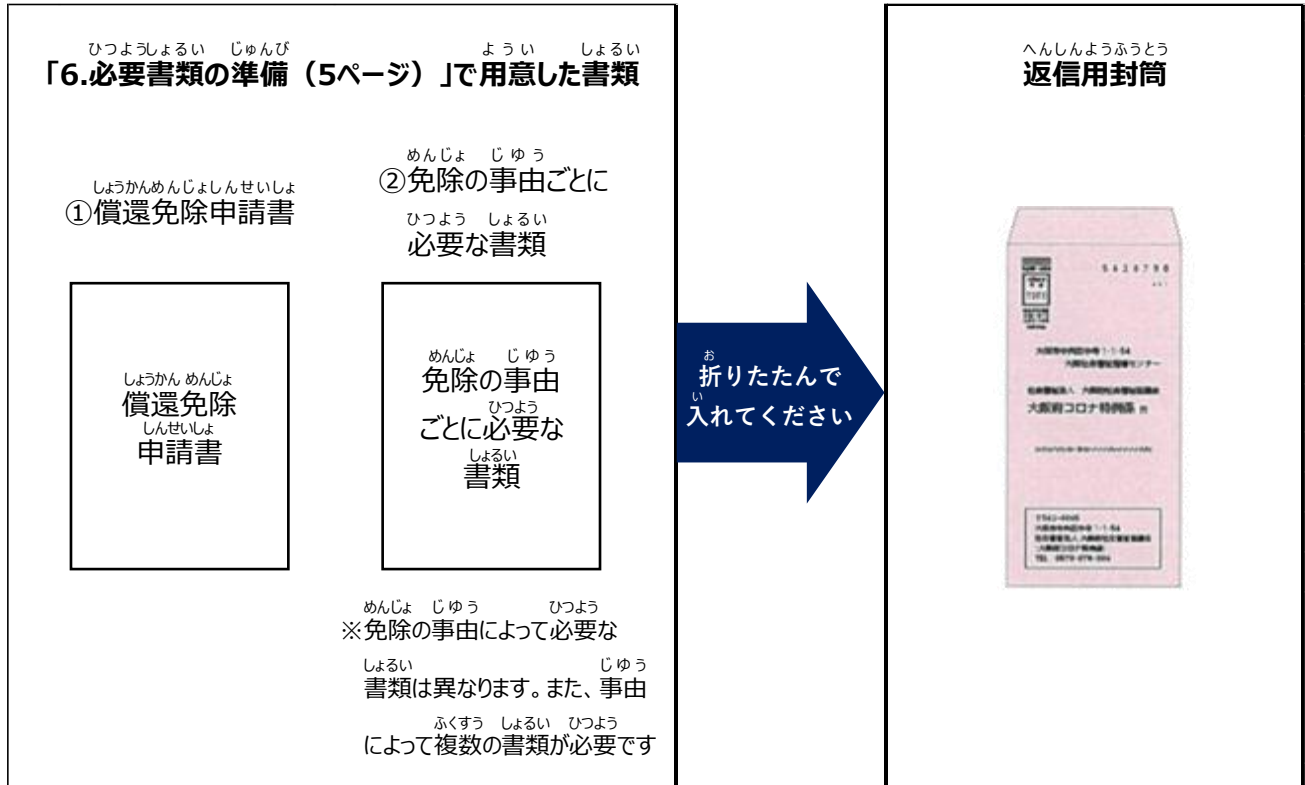 ひつようしょるい じゅんび ようい しょるい
「6.必要書類の準備（5ページ）」で用意した書類
しょうかんめんじょしんせいしょ
①償還免除申請書
めんじょ じゆう
②免除の事由ごとに
ひつよう しょるい
必要な書類
しょうかん めんじょ
償還免除
しんせいしょ
申請書
めんじょ じゆう
免除の事由
ひつよう
ごとに必要な
しょるい
書類
めんじょ じゆう ひつよう
※免除の事由によって必要な
しょるい じゆう
書類は異なります。また、事由
ふくすう しょるい ひつよう
によって複数の書類が必要です
お
折りたたんで
い
入れてください
へんしんようふうとう
返信用封筒
大阪府コロナ特例係